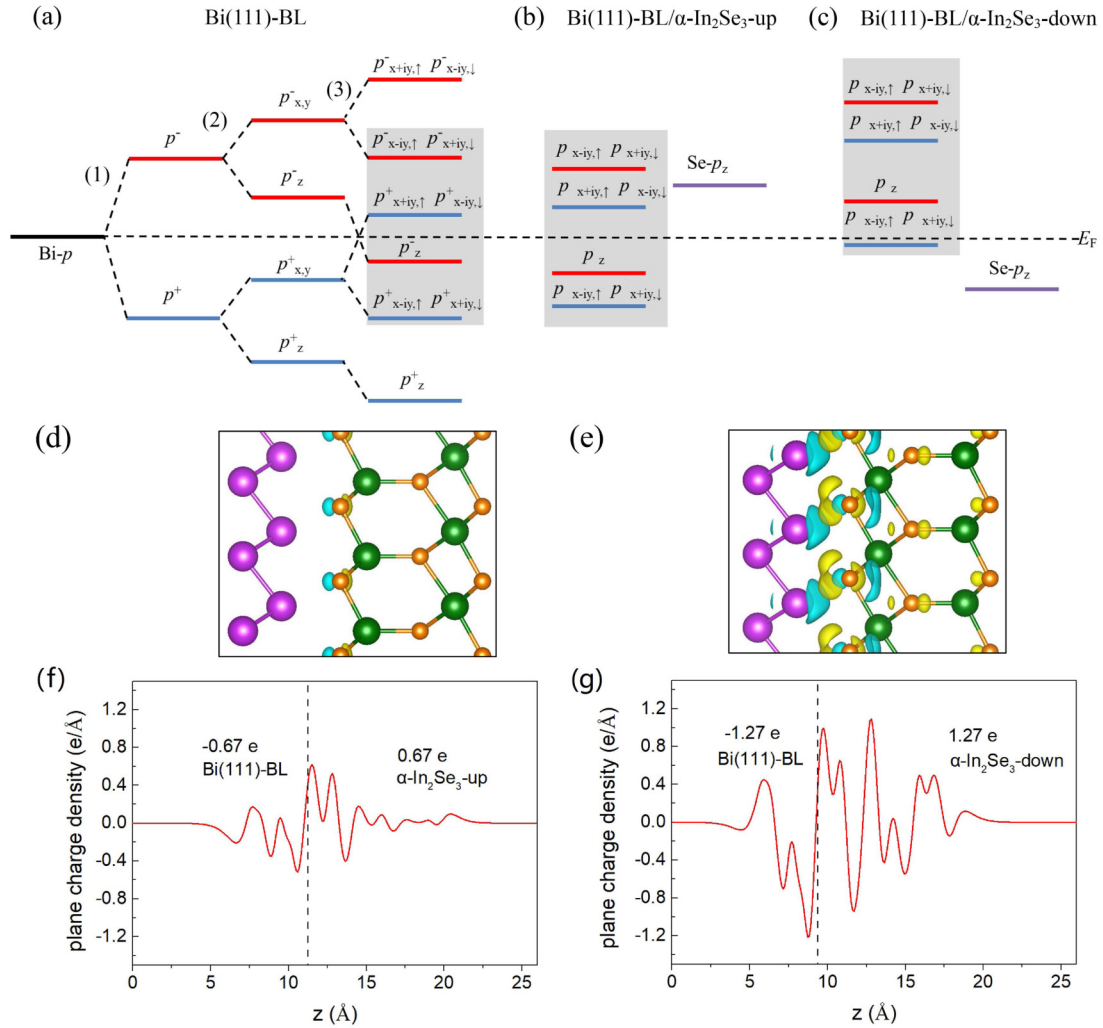 (a) Bi(111)-BL
(b) Bi(111)-BL/α-In₂Se₃-up
(c) Bi(111)-BL/α-In₂Se₃-down
Bi-p
(1)
p⁻
p⁺
(2)
p⁻x,y
p⁻z
p⁺x,y
p⁺z
(3)
p⁻x+iy,↑ p⁻x-iy,↓
p⁻x-iy,↑ p⁻x+iy,↓
p⁺x+iy,↑ p⁺x-iy,↓
p⁻z
p⁺x-iy,↑ p⁺x+iy,↓
p⁺z
p x-iy,↑ p x+iy,↓
p x+iy,↑ p x-iy,↓
p z
p x-iy,↑ p x+iy,↓
Se-pz
p x-iy,↑ p x+iy,↓
p x+iy,↑ p x-iy,↓
p z
p x-iy,↑ p x+iy,↓
EF
Se-pz
(d)
(e)
(f)
plane charge density (e/Å)
1.2
0.8
0.4
0.0
-0.4
-0.8
-1.2
-0.67 e
Bi(111)-BL
0.67 e
α-In₂Se₃-up
0 5 10 15 20 25
z (Å)
(g)
plane charge density (e/Å)
1.2
0.8
0.4
0.0
-0.4
-0.8
-1.2
-1.27 e
Bi(111)-BL
1.27 e
α-In₂Se₃-down
0 5 10 15 20 25
z (Å)